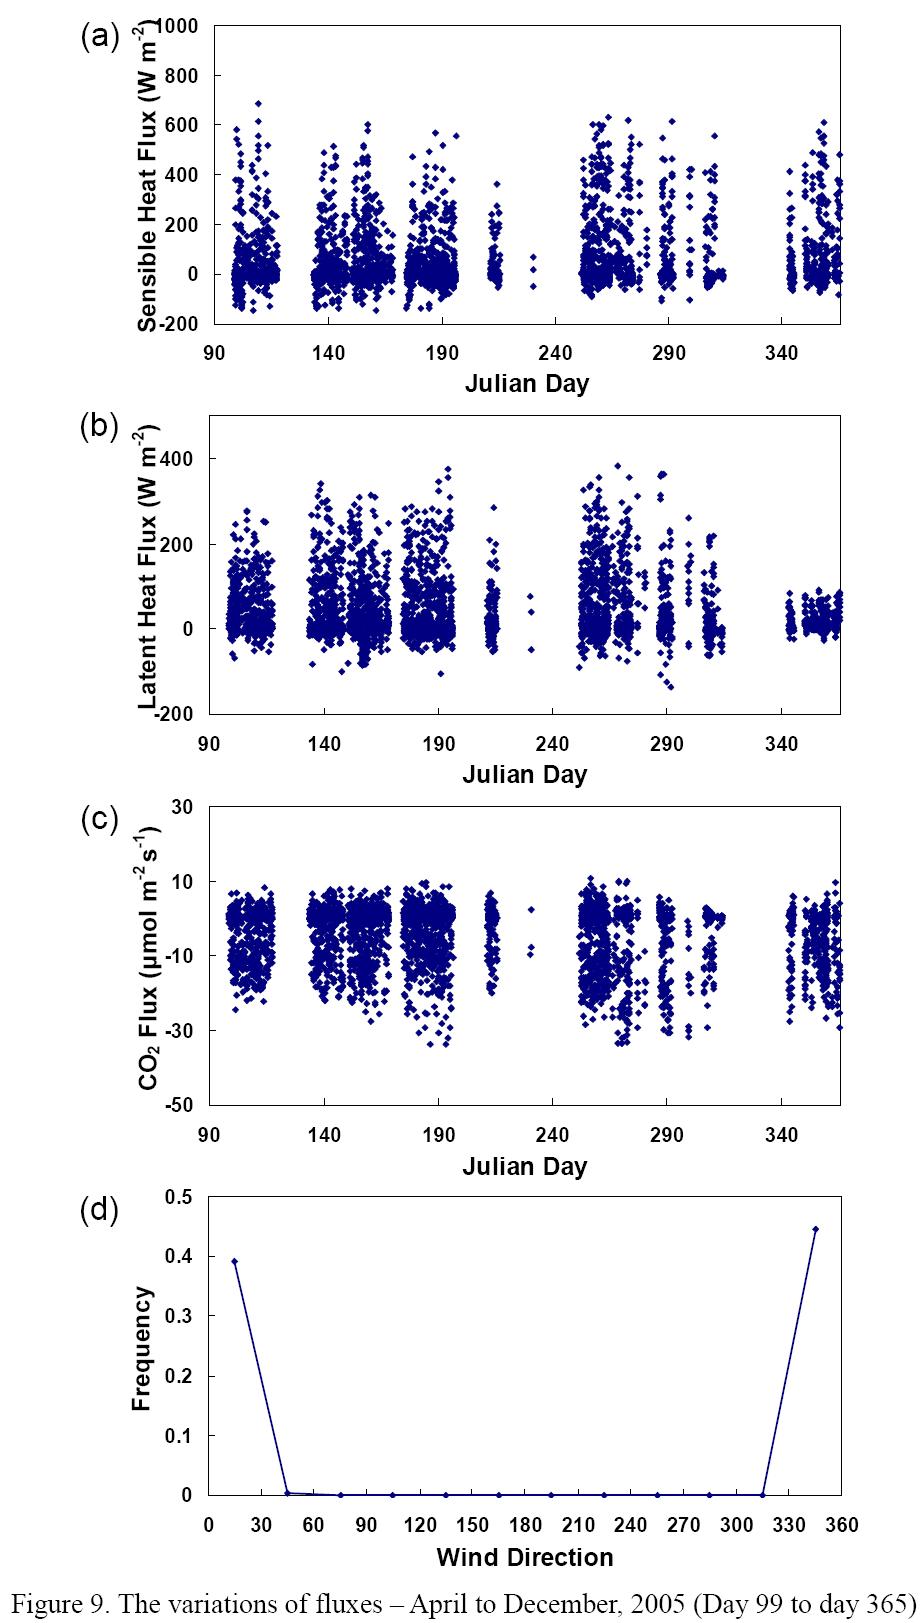 (a)
Sensible Heat Flux (W m-2)
1000
800
600
400
200
0
-200
90 140 190 240 290 340
Julian Day
(b)
Latent Heat Flux (W m-2)
400
200
0
-200
90 140 190 240 290 340
Julian Day
(c)
CO2 Flux (μmol m-2 s-1)
30
10
-10
-30
-50
90 140 190 240 290 340
Julian Day
(d)
Frequency
0.5
0.4
0.3
0.2
0.1
0
0 30 60 90 120 150 180 210 240 270 300 330 360
Wind Direction
Figure 9. The variations of fluxes – April to December, 2005 (Day 99 to day 365)